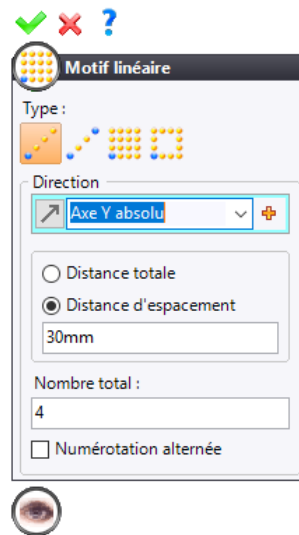 ?
Motif linéaire
Type :
Direction
Axe Y absolu
Distance totale
Distance d'espacement
30mm
Nombre total :
4
Numérotation alternée